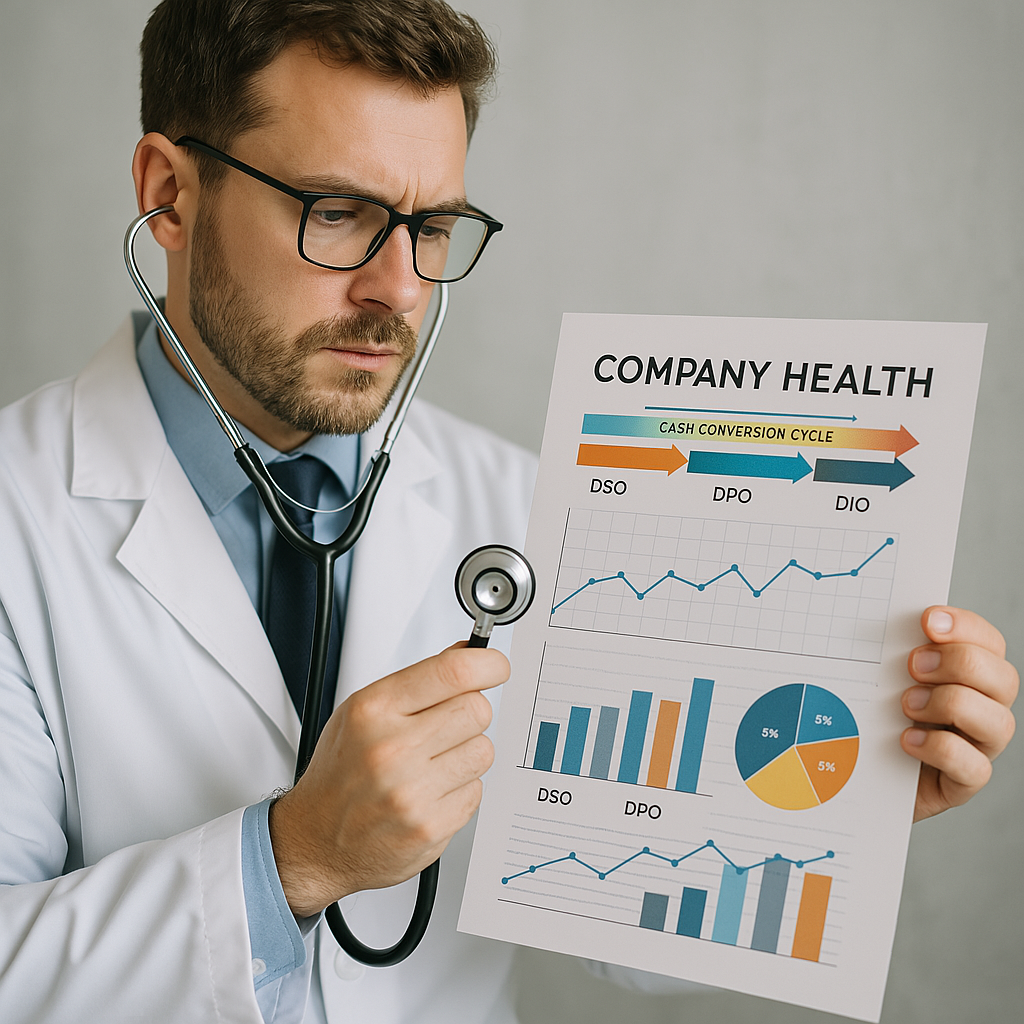 COMPANY HEALTH
CASH CONVERSION CYCLE
DSO DPO DIO
5% 5%
5%
DSO DPO